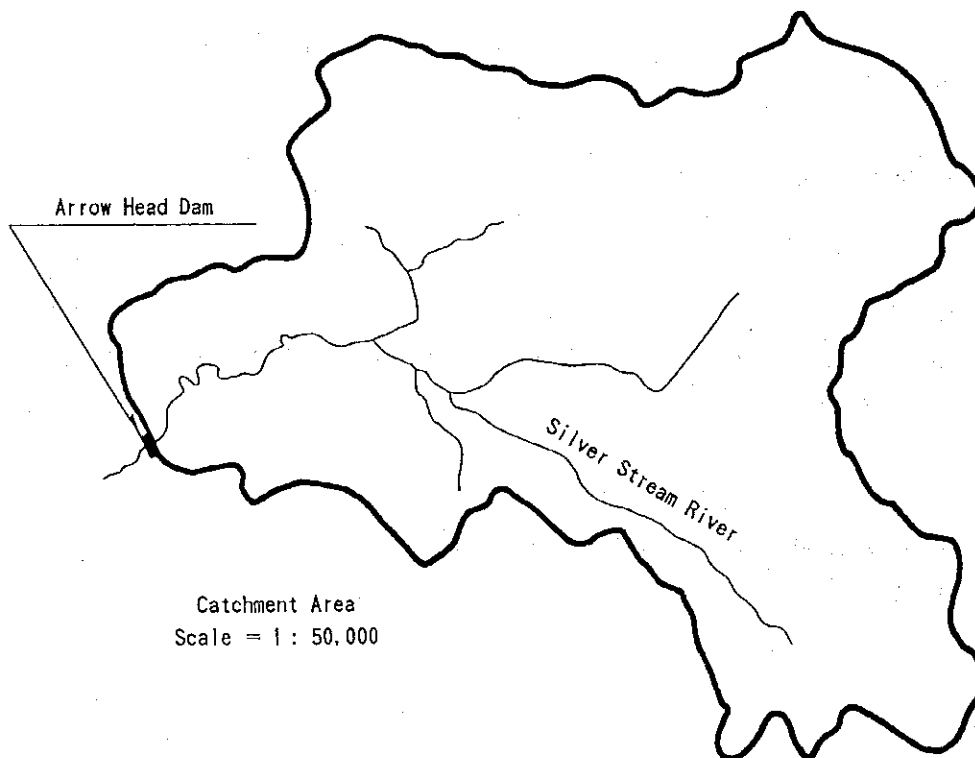 Arrow Head Dam
Silver Stream River
Catchment Area
Scale = 1 : 50,000